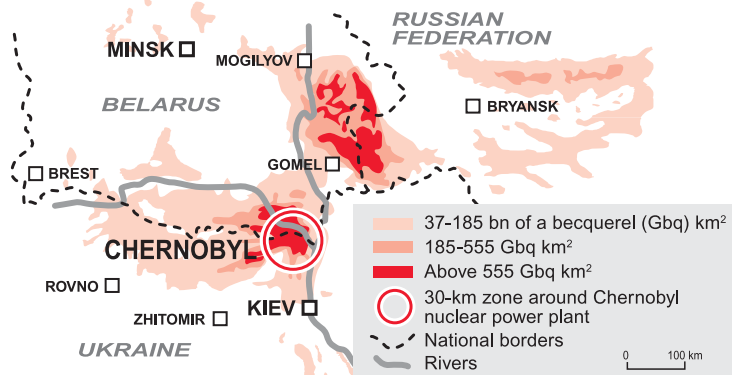 RUSSIAN
FEDERATION
MINSK
MOGILYOV
BELARUS
BRYANSK
GOMEL
BREST
CHERNOBYL
ROVNO
KIEV
ZHITOMIR
UKRAINE
37-185 bn of a becquerel (Gbq) km²
185-555 Gbq km²
Above 555 Gbq km²
30-km zone around Chernobyl
nuclear power plant
National borders
Rivers
0 100 km